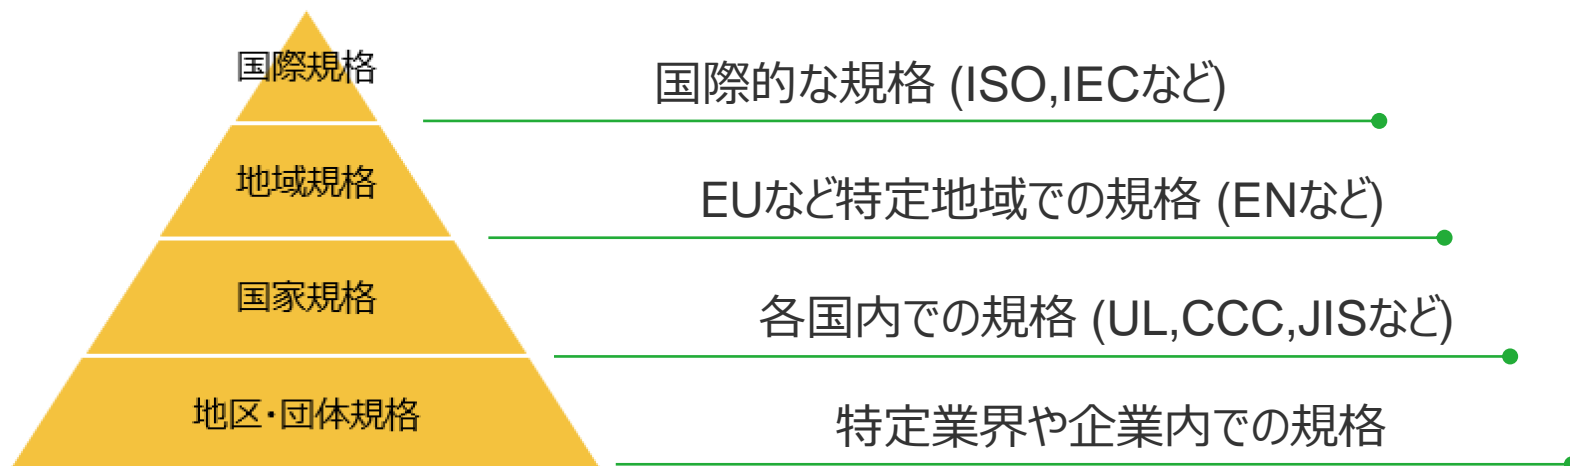 国際規格
国際的な規格 (ISO,IECなど)
地域規格
EUなど特定地域での規格 (ENなど)
国家規格
各国内での規格 (UL,CCC,JISなど)
地区・団体規格
特定業界や企業内での規格